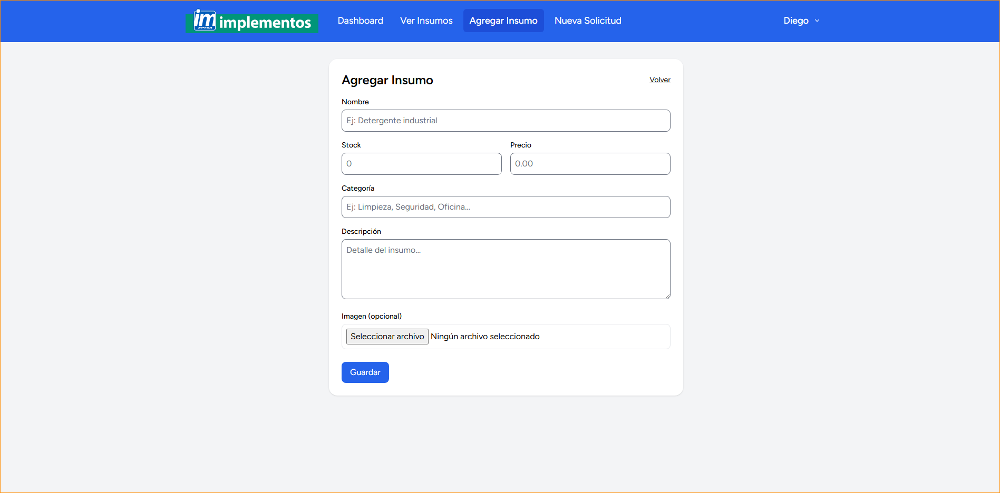 im EPYSA implementos Dashboard Ver Insumos Agregar Insumo Nueva Solicitud Diego
Agregar Insumo Volver
Nombre
Ej: Detergente industrial
Stock Precio
0 0.00
Categoría
Ej: Limpieza, Seguridad, Oficina...
Descripción
Detalle del insumo...
Imagen (opcional)
Seleccionar archivo Ningún archivo seleccionado
Guardar